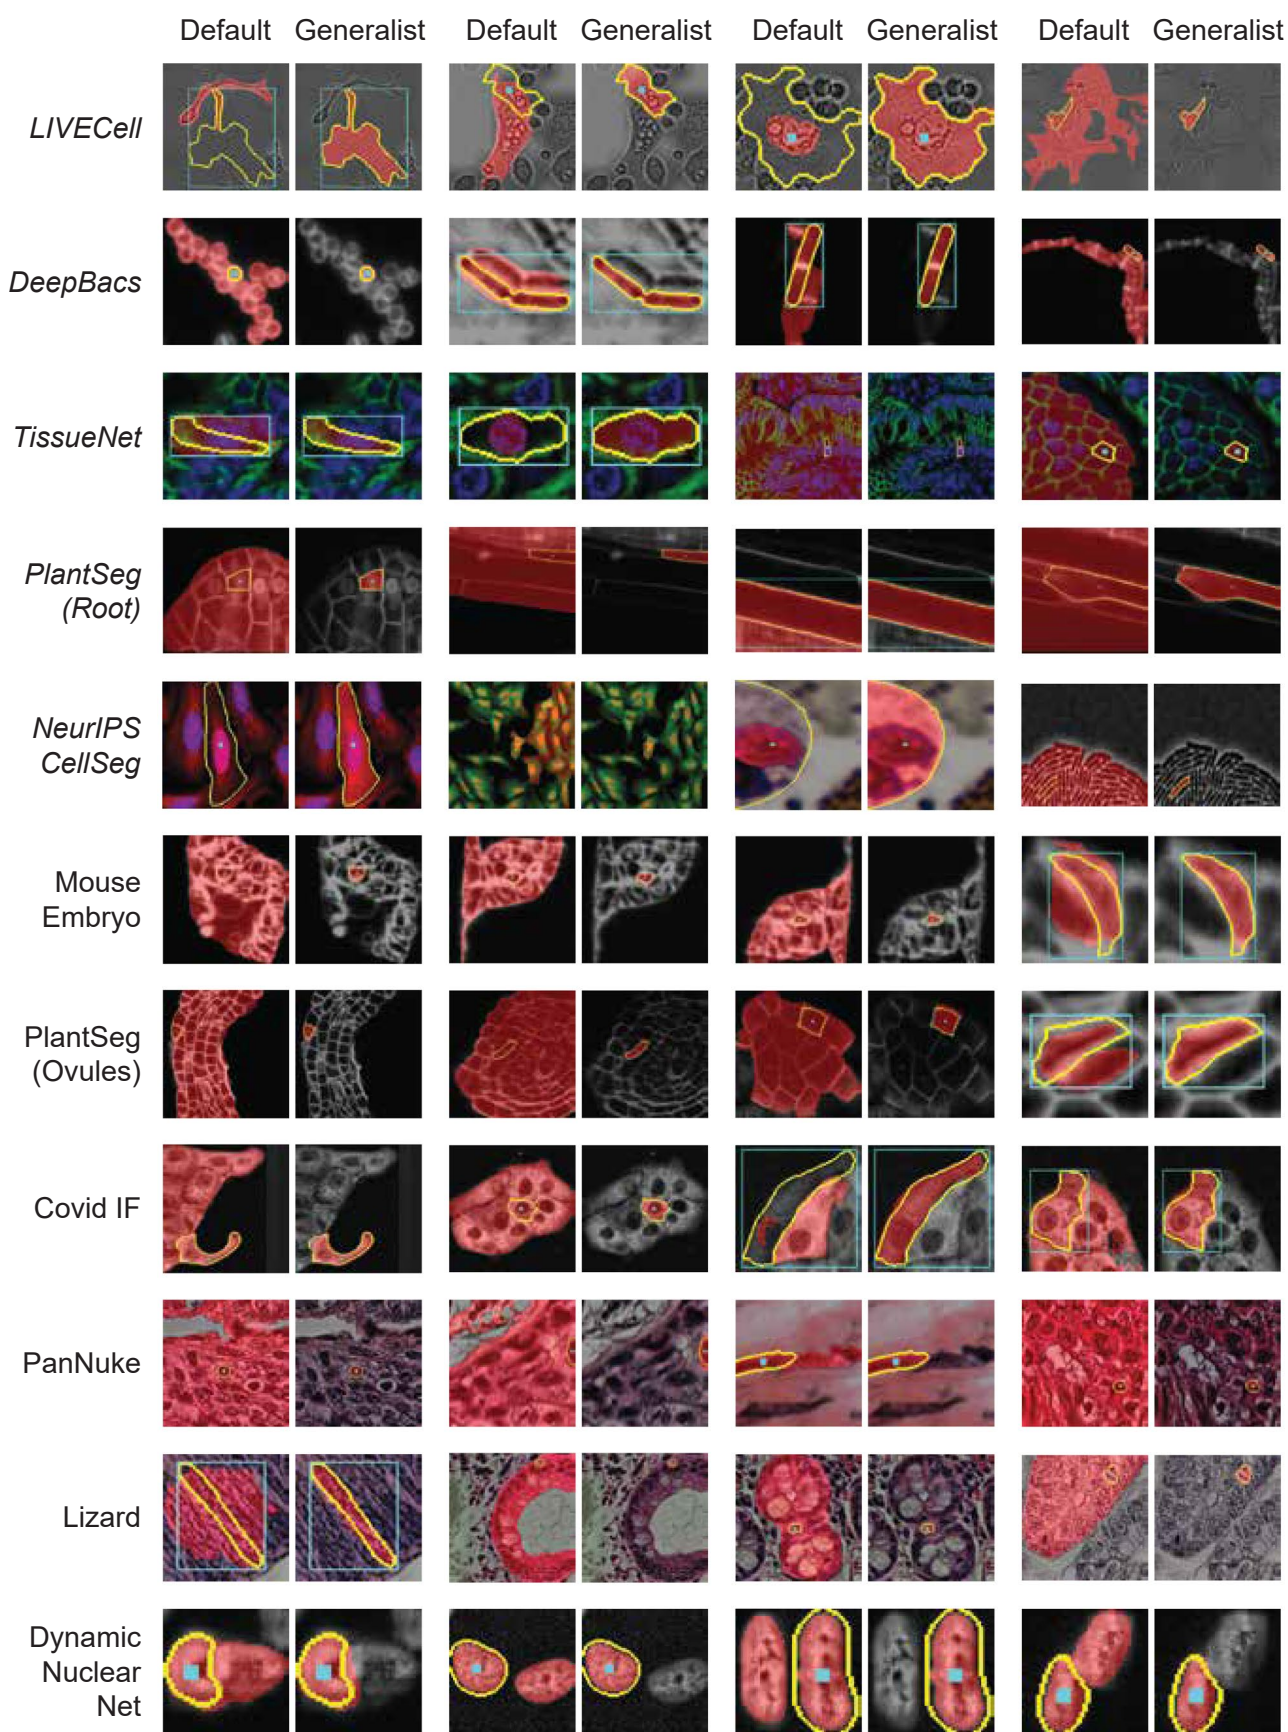 Default Generalist Default Generalist Default Generalist Default Generalist
LIVECell
DeepBacs
TissueNet
PlantSeg
(Root)
NeurIPS
CellSeg
Mouse
Embryo
PlantSeg
(Ovules)
Covid IF
PanNuke
Lizard
Dynamic
Nuclear
Net